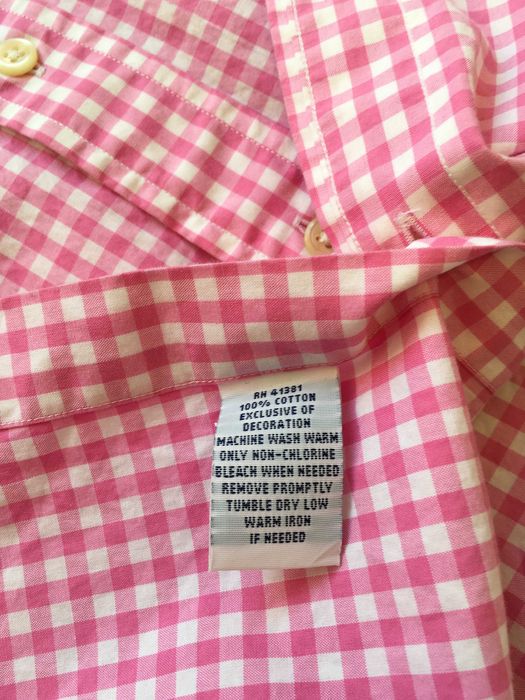 RN 41381
100% COTTON
EXCLUSIVE OF
DECORATION
MACHINE WASH WARM
ONLY NON-CHLORINE
BLEACH WHEN NEEDED
REMOVE PROMPTLY
TUMBLE DRY LOW
WARM IRON
IF NEEDED